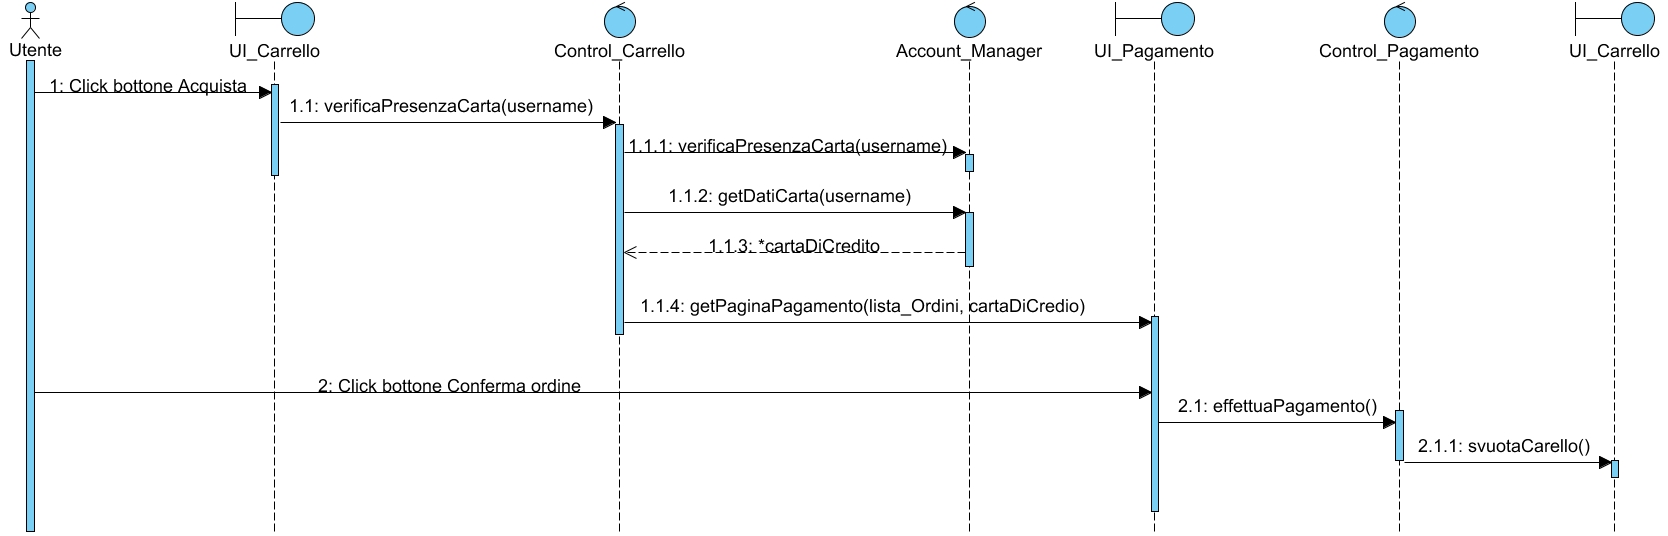 Utente
UI_Carrello
Control_Carrello
Account_Manager
UI_Pagamento
Control_Pagamento
UI_Carrello
1: Click bottone Acquista
1.1: verificaPresenzaCarta(username)
1.1.1: verificaPresenzaCarta(username)
1.1.2: getDatiCarta(username)
1.1.3: *cartaDiCredito
1.1.4: getPaginaPagamento(lista_Ordini, cartaDiCredio)
2: Click bottone Conferma ordine
2.1: effettuaPagamento()
2.1.1: svuotaCarello()